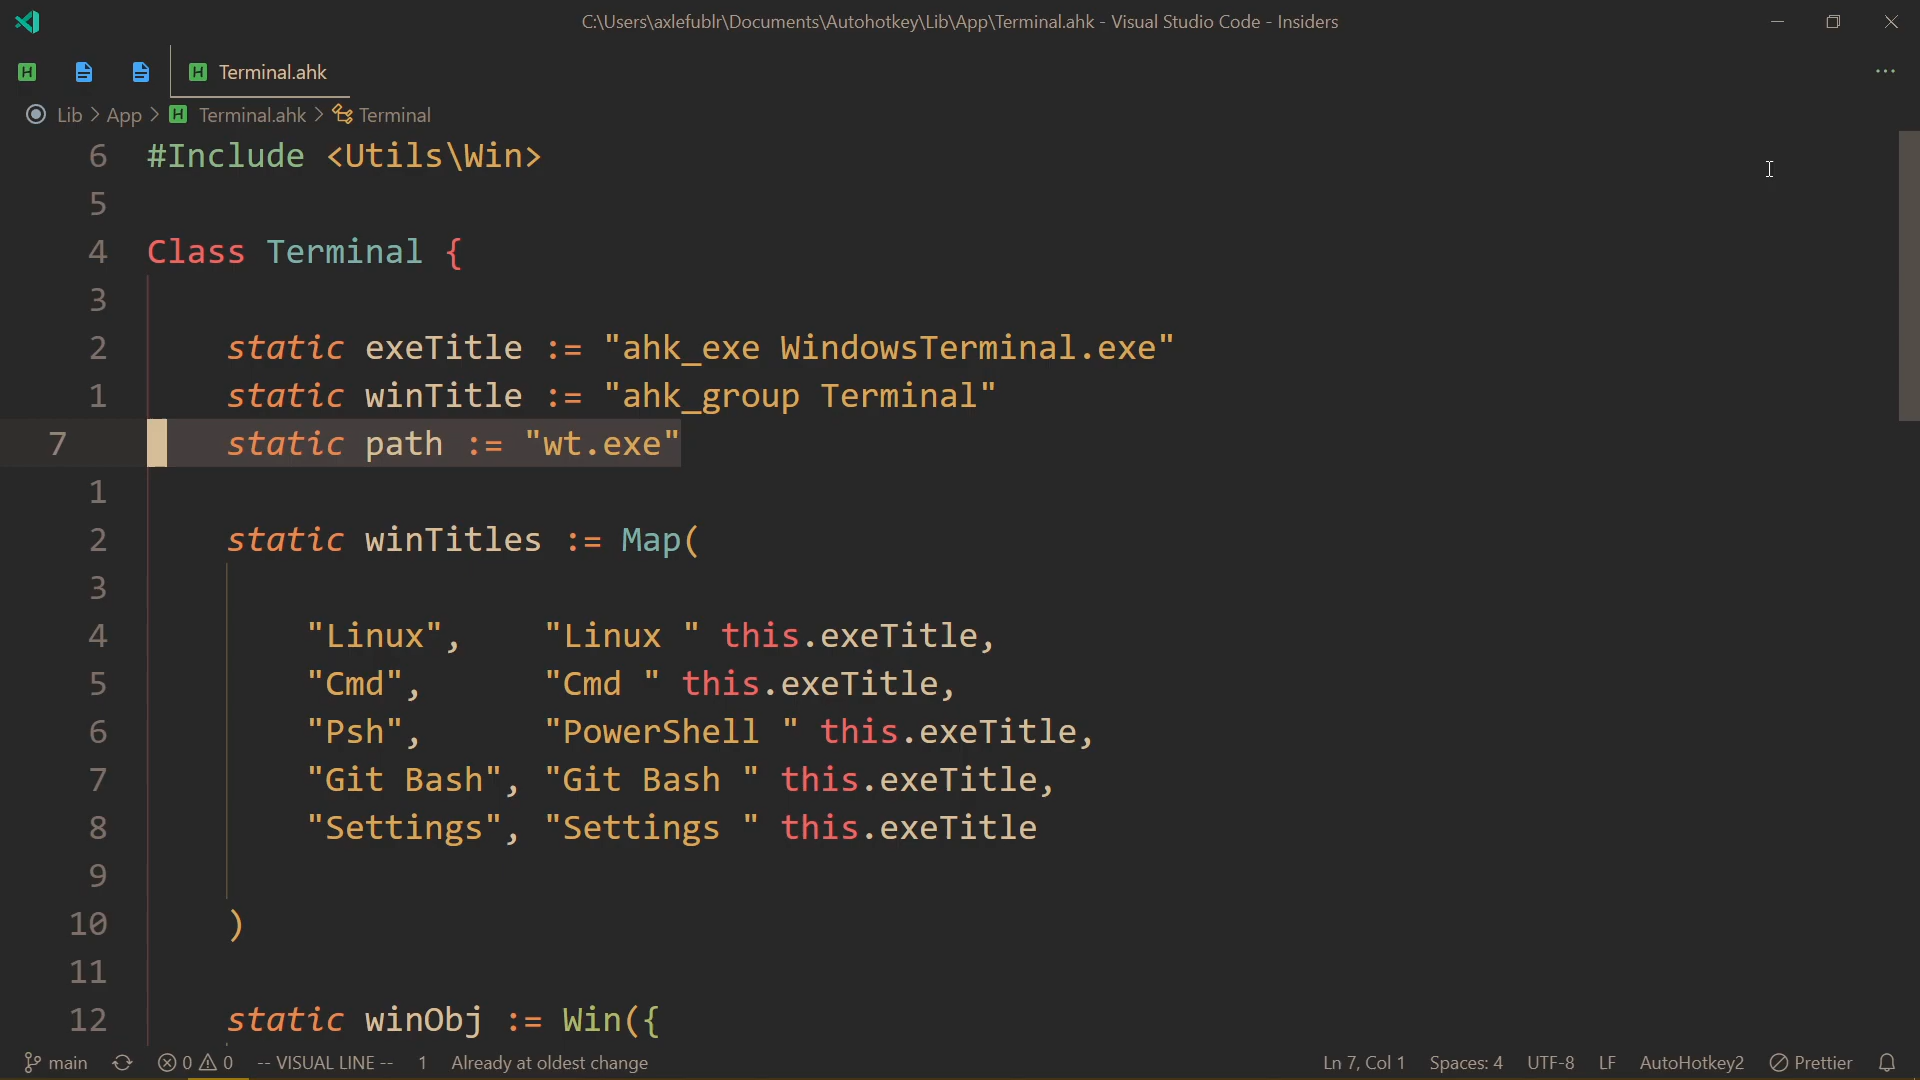 C:\Users\axlefublr\Documents\Autohotkey\Lib\App\Terminal.ahk - Visual Studio Code - Insiders
H Terminal.ahk ...
Lib > App > H Terminal.ahk > Terminal
6 #Include <Utils\Win>
5
4 Class Terminal {
3
2 static exeTitle := "ahk_exe WindowsTerminal.exe"
1 static winTitle := "ahk_group Terminal"
7 static path := "wt.exe"
1
2 static winTitles := Map(
3
4 "Linux", "Linux " this.exeTitle,
5 "Cmd", "Cmd " this.exeTitle,
6 "Psh", "PowerShell " this.exeTitle,
7 "Git Bash", "Git Bash " this.exeTitle,
8 "Settings", "Settings " this.exeTitle
9
10 )
11
12 static winObj := Win({
main 0 0 -- VISUAL LINE -- 1 Already at oldest change Ln 7, Col 1 Spaces: 4 UTF-8 LF AutoHotkey2 Prettier